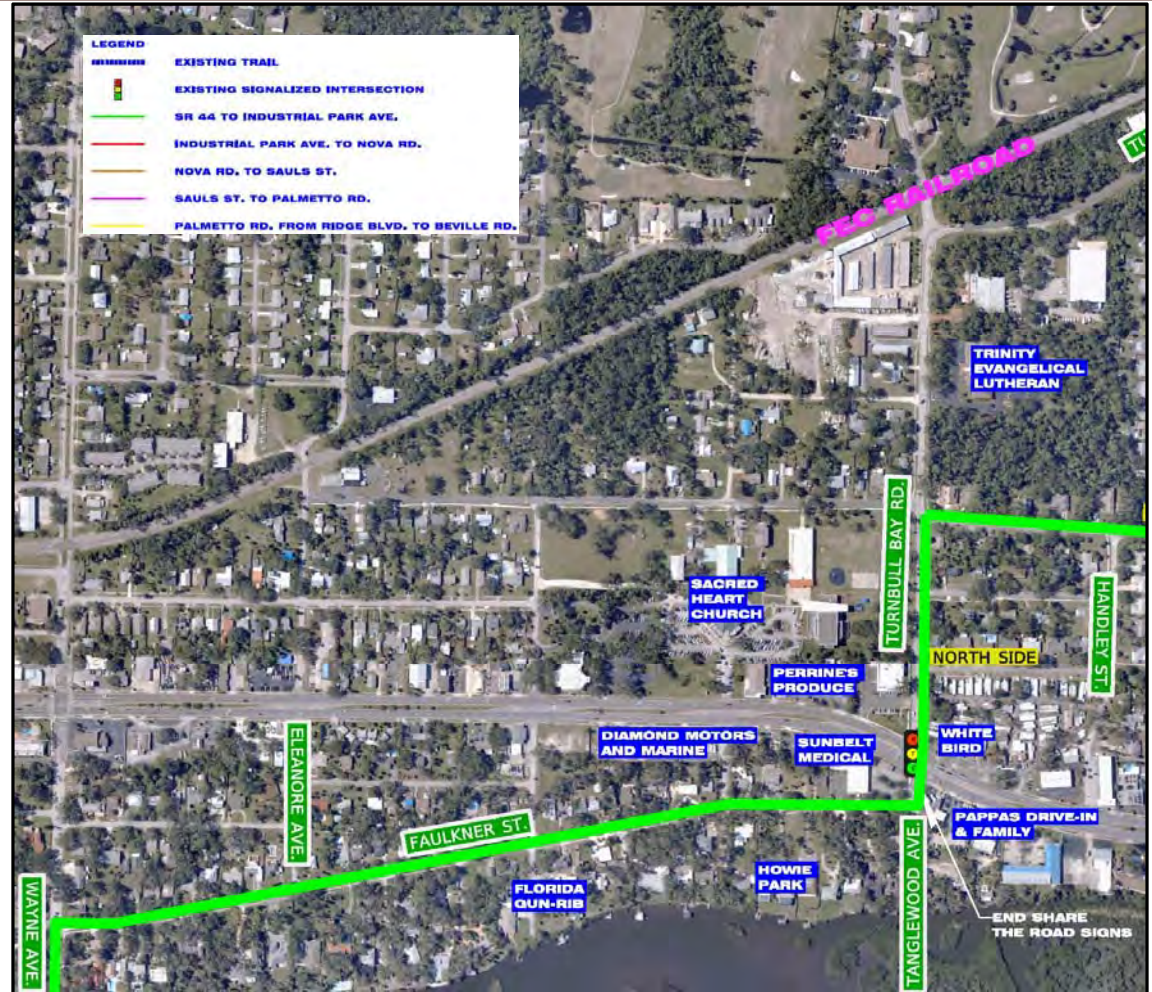 LEGEND
EXISTING TRAIL
EXISTING SIGNALIZED INTERSECTION
SR 44 TO INDUSTRIAL PARK AVE.
INDUSTRIAL PARK AVE. TO NOVA RD.
NOVA RD. TO SAULS ST.
SAULS ST. TO PALMETTO RD.
PALMETTO RD. FROM RIDGE BLVD. TO BEVILLE RD.
FEC RAILROAD
TU
TRINITY
EVANGELICAL
LUTHERAN
TURNBULL BAY RD.
SACRED
HEART
CHURCH
HANDLEY ST.
NORTH SIDE
PERRINE'S
PRODUCE
DIAMOND MOTORS
AND MARINE
SUNBELT
MEDICAL
WHITE
BIRD
ELEANORE AVE.
FAULKNER ST.
PAPPAS DRIVE-IN
& FAMILY
TANGLEWOOD AVE.
HOWIE
PARK
FLORIDA
QUN-RIB
WAYNE AVE.
END SHARE
THE ROAD SIGNS